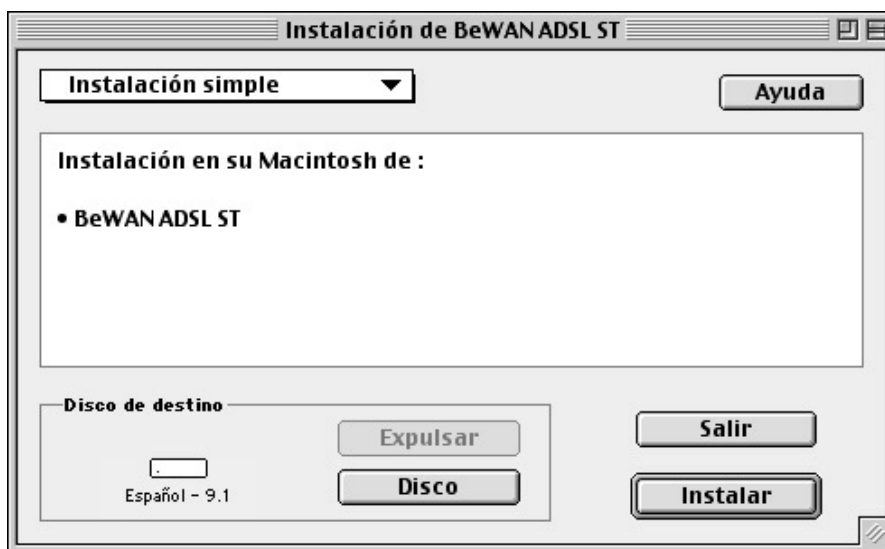 Instalación de BeWAN ADSL ST
Instalación simple
Ayuda
Instalación en su Macintosh de :
• BeWAN ADSL ST
Disco de destino
Expulsar
Salir
Español - 9.1
Disco
Instalar